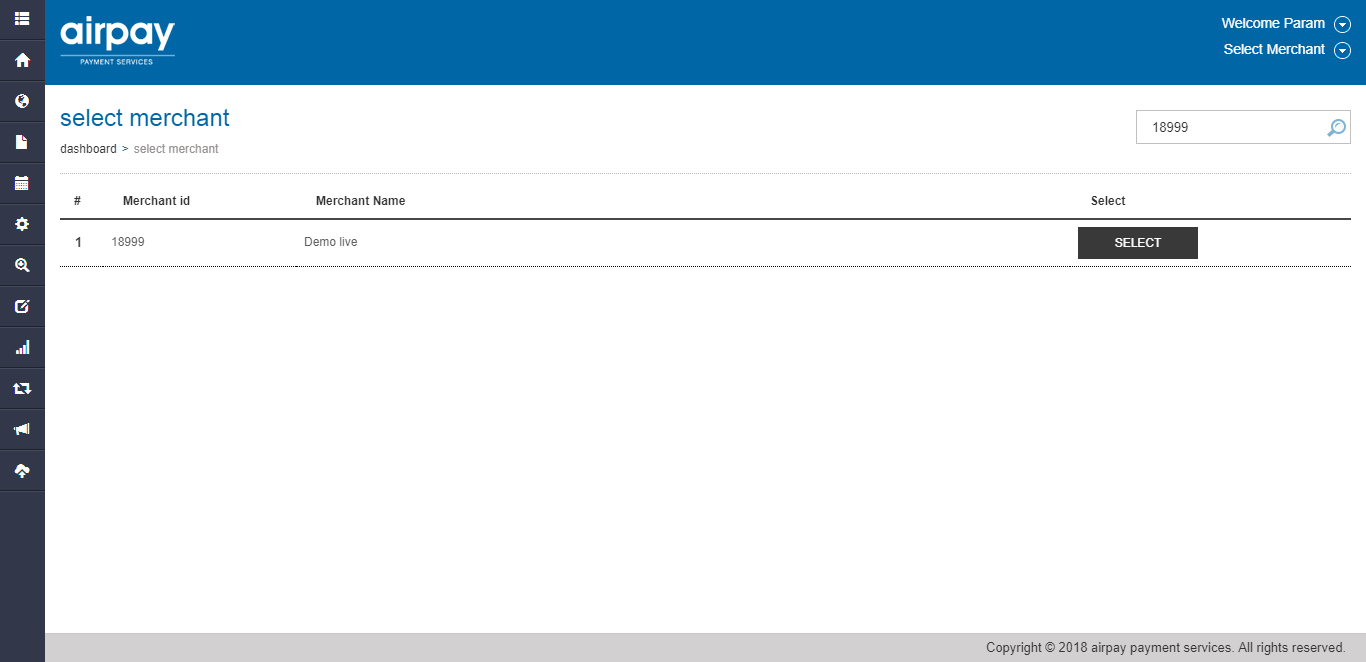 airpay
PAYMENT SERVICES
Welcome Param
Select Merchant
select merchant
18999
dashboard > select merchant
# Merchant id Merchant Name Select
1 18999 Demo live SELECT
Copyright © 2018 airpay payment services. All rights reserved.